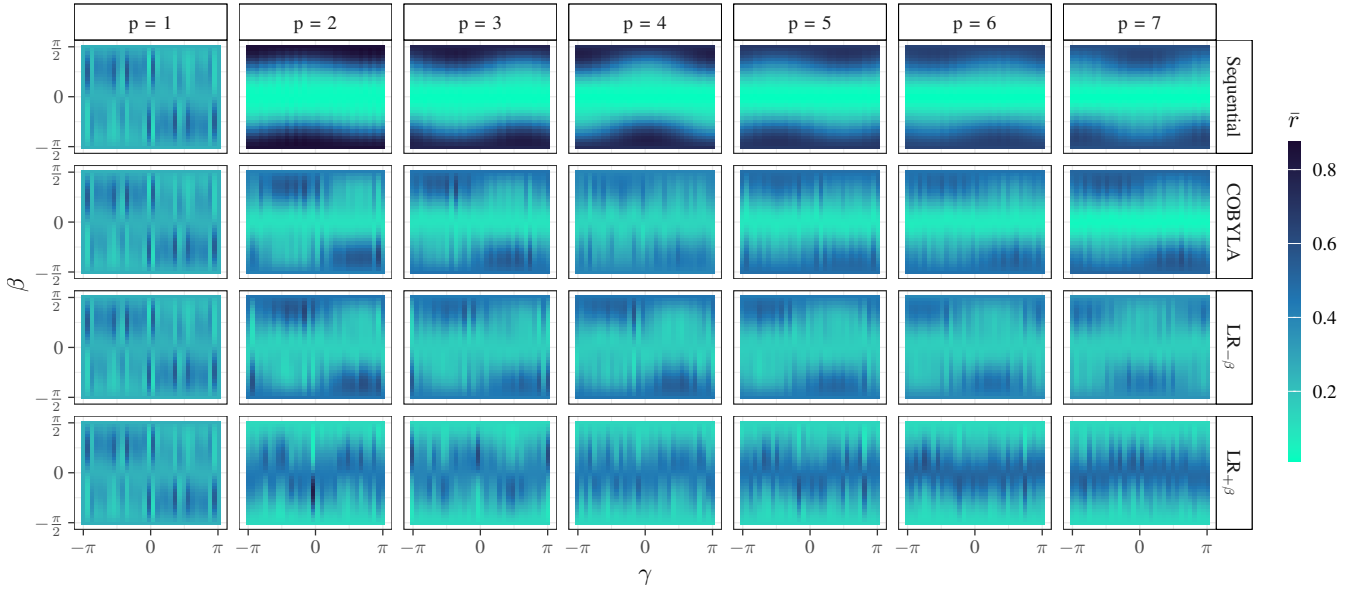 p = 1 p = 2 p = 3 p = 4 p = 5 p = 6 p = 7
π/2
0
−π/2
Sequential
π/2
0
−π/2
COBYLA
π/2
0
−π/2
LR₋β
π/2
0
−π/2
LR₊β
β
−π 0 π −π 0 π −π 0 π −π 0 π −π 0 π −π 0 π −π 0 π
γ
r̄
0.8
0.6
0.4
0.2